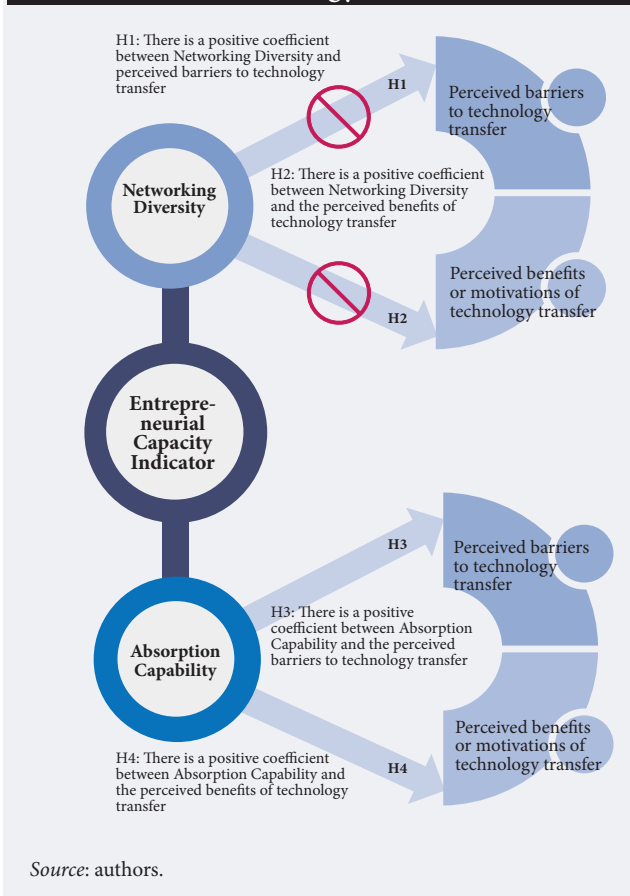 H1: There is a positive coefficient
between Networking Diversity and
perceived barriers to technology
transfer
H1
Perceived barriers
to technology
transfer
Networking
Diversity
H2: There is a positive coefficient
between Networking Diversity
and the perceived benefits of
technology transfer
H2
Perceived benefits
or motivations of
technology transfer
Entrepre-
neurial
Capacity
Indicator
H3
Perceived barriers
to technology
transfer
H3: There is a positive
coefficient between Absorption
Capability and the perceived
barriers to technology transfer
Absorption
Capability
H4: There is a positive coefficient
between Absorption Capability and
the perceived benefits of technology
transfer
H4
Perceived benefits
or motivations of
technology transfer
Source: authors.